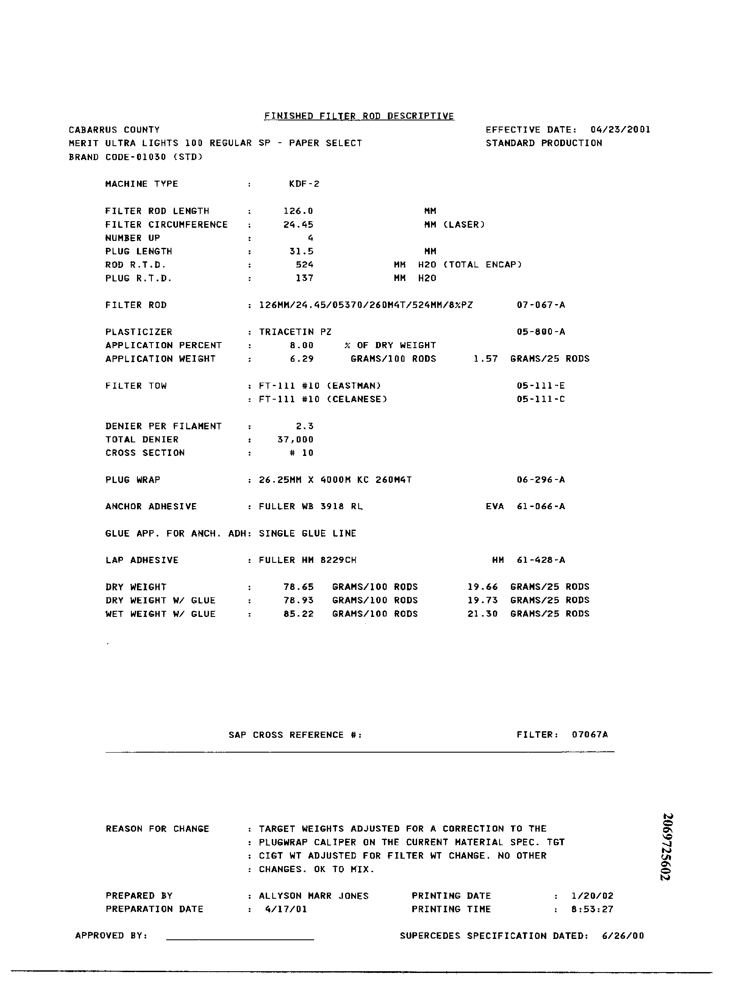 FINISHED FILTER ROD DESCRIPTIVE
CABARRUS COUNTY EFFECTIVE DATE: 04/23/2001
MERIT ULTRA LIGHTS 100 REGULAR SP - PAPER SELECT STANDARD PRODUCTION
BRAND CODE-01030 (STD)
MACHINE TYPE : KDF-2
FILTER ROD LENGTH : 126.0 MM
FILTER CIRCUMFERENCE : 24.45 MM (LASER)
NUMBER UP : 4
PLUG LENGTH : 31.5 MM
ROD R.T.D. : 524 MM H2O (TOTAL ENCAP)
PLUG R.T.D. : 137 MM H2O
FILTER ROD : 126MM/24.45/05370/260M4T/524MM/8%PZ 07-067-A
PLASTICIZER : TRIACETIN PZ 05-800-A
APPLICATION PERCENT : 8.00 % OF DRY WEIGHT
APPLICATION WEIGHT : 6.29 GRAMS/100 RODS 1.57 GRAMS/25 RODS
FILTER TOW : FT-111 #10 (EASTMAN) 05-111-E
: FT-111 #10 (CELANESE) 05-111-C
DENIER PER FILAMENT : 2.3
TOTAL DENIER : 37,000
CROSS SECTION : # 10
PLUG WRAP : 26.25MM X 4000M KC 260M4T 06-296-A
ANCHOR ADHESIVE : FULLER WB 3918 RL EVA 61-066-A
GLUE APP. FOR ANCH. ADH: SINGLE GLUE LINE
LAP ADHESIVE : FULLER HM 8229CH HM 61-428-A
DRY WEIGHT : 78.65 GRAMS/100 RODS 19.66 GRAMS/25 RODS
DRY WEIGHT W/ GLUE : 78.93 GRAMS/100 RODS 19.73 GRAMS/25 RODS
WET WEIGHT W/ GLUE : 85.22 GRAMS/100 RODS 21.30 GRAMS/25 RODS
SAP CROSS REFERENCE #: FILTER: 07067A
REASON FOR CHANGE : TARGET WEIGHTS ADJUSTED FOR A CORRECTION TO THE
: PLUGWRAP CALIPER ON THE CURRENT MATERIAL SPEC. TGT
: CIGT WT ADJUSTED FOR FILTER WT CHANGE. NO OTHER
: CHANGES. OK TO MIX.
PREPARED BY : ALLYSON MARR JONES PRINTING DATE : 1/20/02
PREPARATION DATE : 4/17/01 PRINTING TIME : 8:53:27
APPROVED BY: SUPERCEDES SPECIFICATION DATED: 6/26/00
2069725602